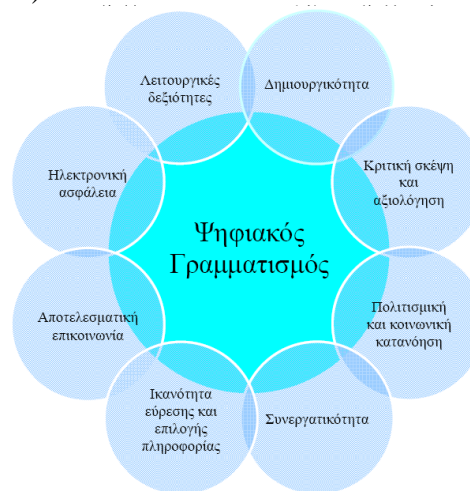 Λειτουργικές
δεξιότητες
Δημιουργικότητα
Κριτική σκέψη
και
αξιολόγηση
Πολιτισμική
και κοινωνική
κατανόηση
Συνεργατικότητα
Ικανότητα
εύρεσης και
επιλογής
πληροφορίας
Αποτελεσματική
επικοινωνία
Ηλεκτρονική
ασφάλεια
Ψηφιακός
Γραμματισμός